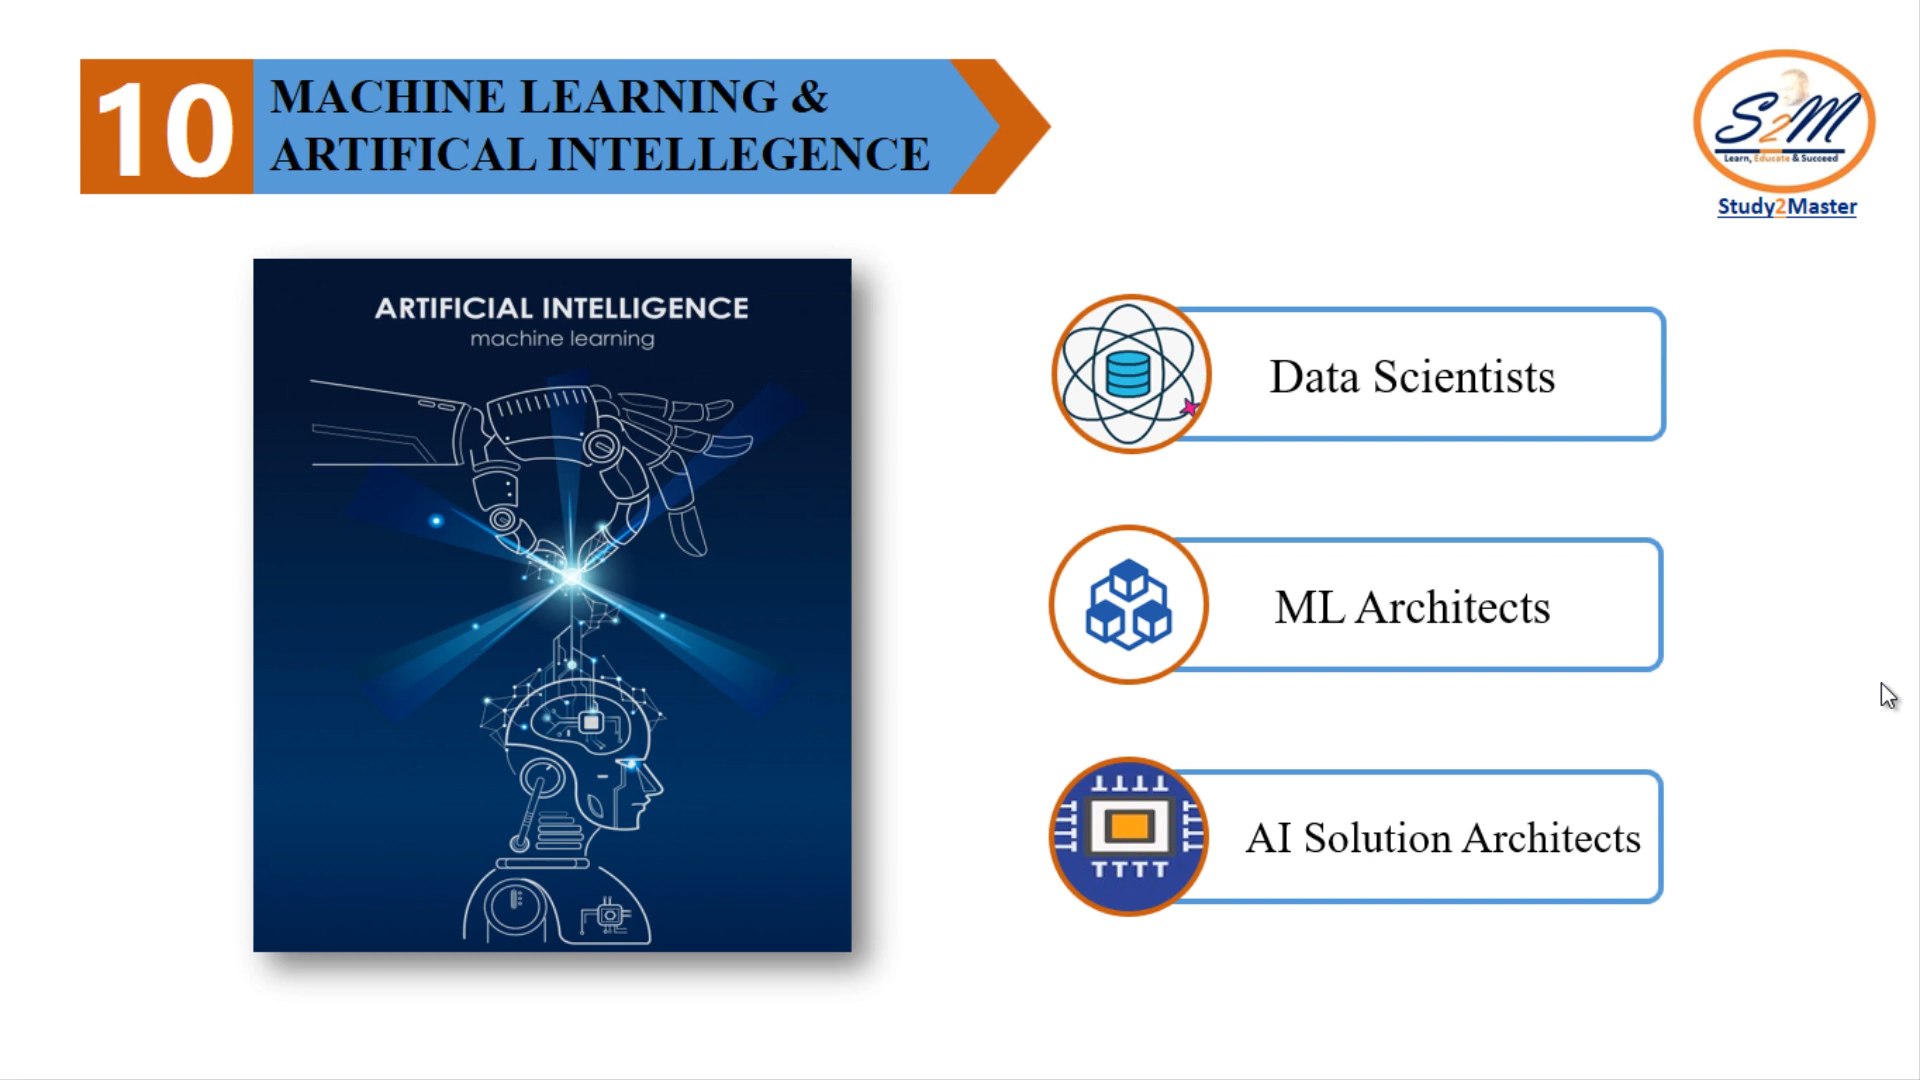 10
MACHINE LEARNING &
ARTIFICAL INTELLEGENCE
S2M
Learn, Educate & Succeed
Study2Master
ARTIFICIAL INTELLIGENCE
machine learning
Data Scientists
ML Architects
AI Solution Architects